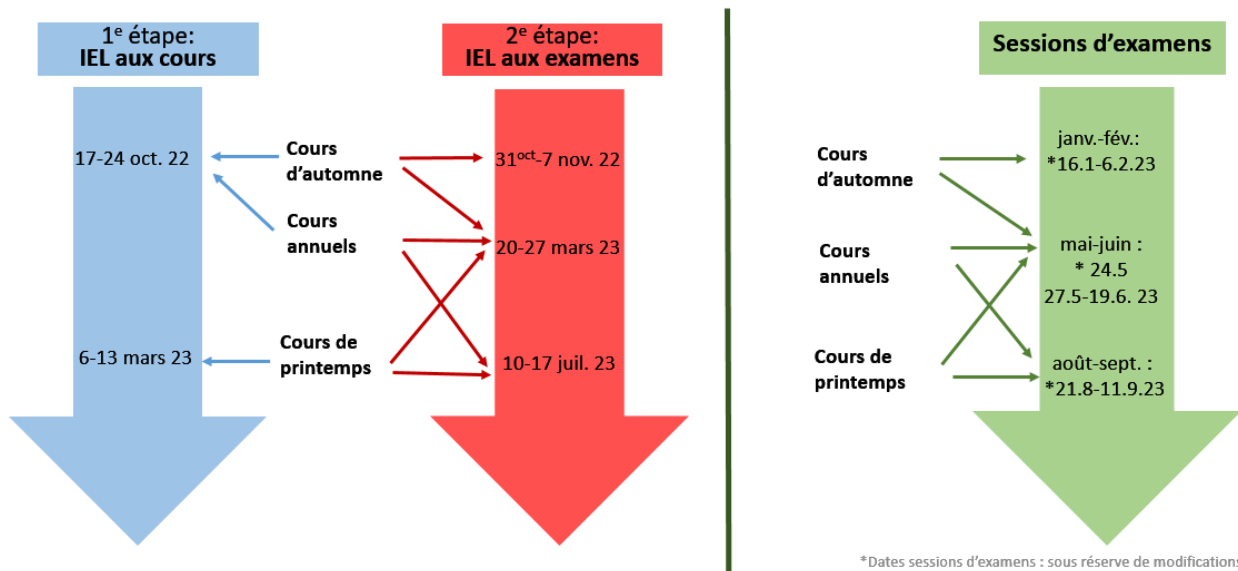 1e étape:
IEL aux cours
17-24 oct. 22
6-13 mars 23
Cours
d’automne
Cours
annuels
Cours de
printemps
2e étape:
IEL aux examens
31oct-7 nov. 22
20-27 mars 23
10-17 juil. 23
Sessions d’examens
Cours
d’automne
Cours
annuels
Cours de
printemps
janv.-fév.:
*16.1-6.2.23
mai-juin :
* 24.5
27.5-19.6. 23
août-sept. :
*21.8-11.9.23
*Dates sessions d’examens : sous réserve de modifications